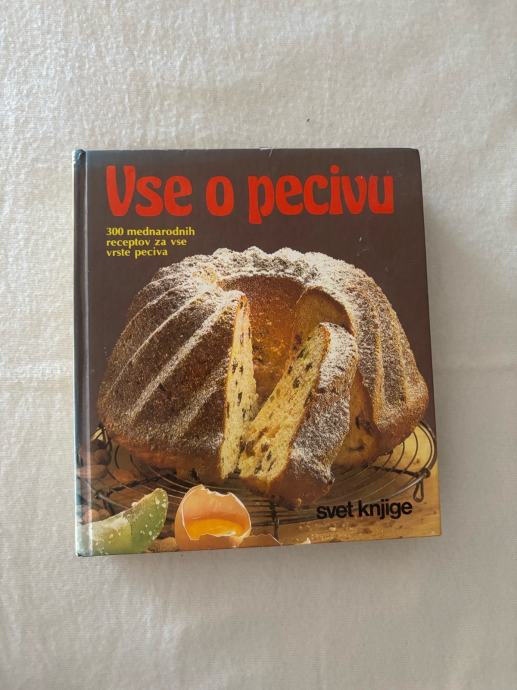 Vse o pecivu
300 mednarodnih
receptov za vse
vrste peciva
svet knjige